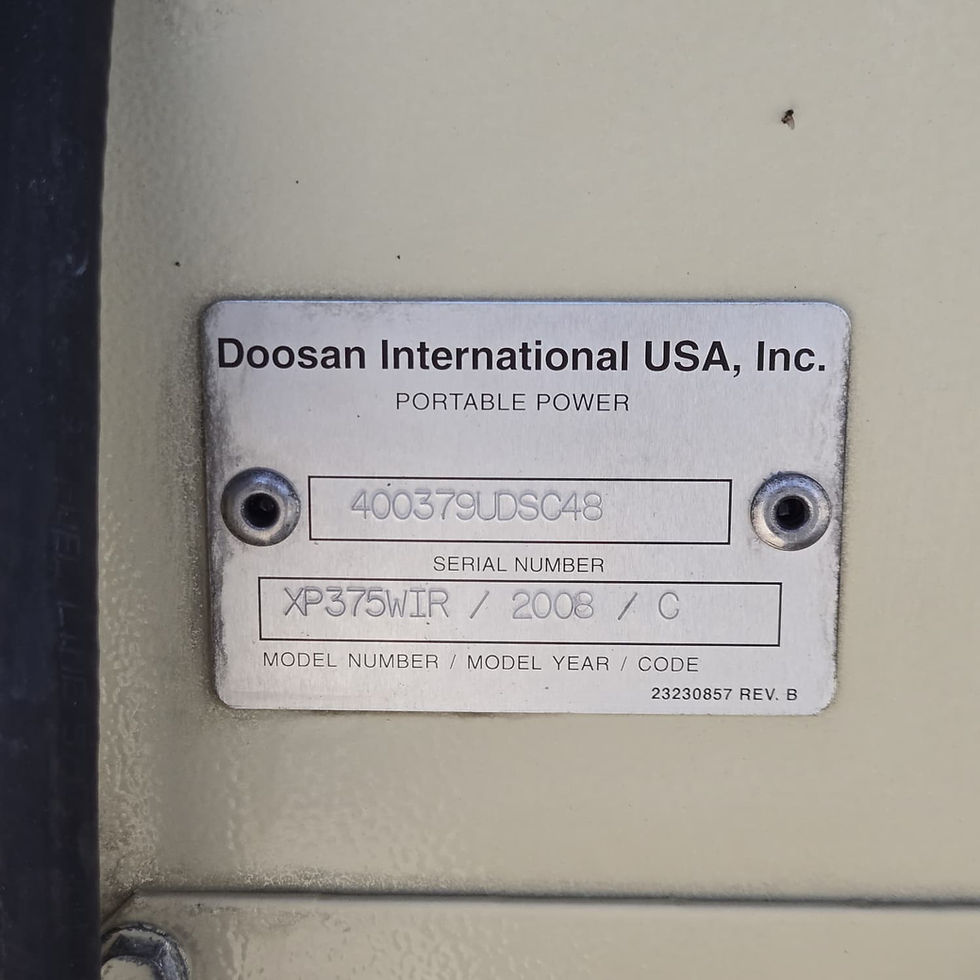 Doosan International USA, Inc.
PORTABLE POWER
400379UDSC48
SERIAL NUMBER
XP375WIR / 2008 / C
MODEL NUMBER / MODEL YEAR / CODE
23230857 REV. B